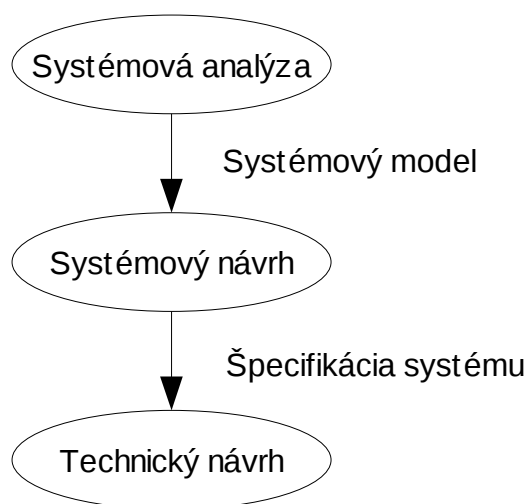 Systémová analýza
Systémový model
Systémový návrh
Špecifikácia systému
Technický návrh